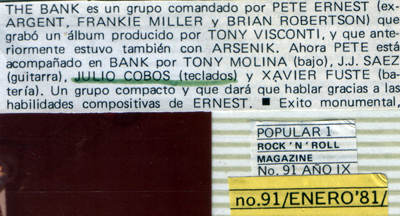 THE BANK es un grupo comandado por PETE ERNEST (ex-
ARGENT, FRANKIE MILLER y BRIAN ROBERTSON) que
grabó un álbum producido por TONY VISCONTI, y que ante-
riormente estuvo también con ARSENIK. Ahora PETE está
acompañado en BANK por TONY MOLINA (bajo), J.J. SAEZ
(guitarra), JULIO COBOS (teclados) y XAVIER FUSTE (ba-
tería). Un grupo compacto y que dará que hablar gracias a las
habilidades compositivas de ERNEST. ■ Exito monumental,
POPULAR 1
ROCK 'N' ROLL
MAGAZINE
No. 91 AÑO IX
no.91/ENERO'81/